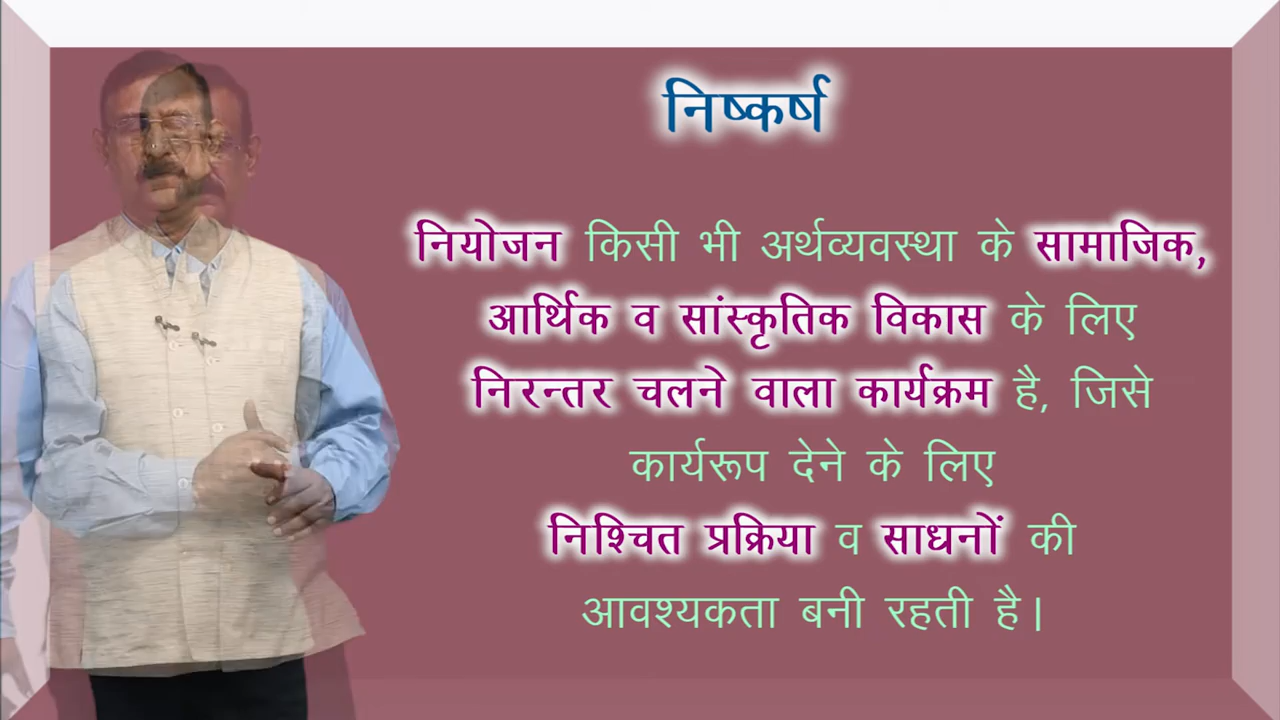 निष्कर्ष
नियोजन किसी भी अर्थव्यवस्था के सामाजिक,
आर्थिक व सांस्कृतिक विकास के लिए
निरन्तर चलने वाला कार्यक्रम है, जिसे
कार्यरूप देने के लिए
निश्चित प्रक्रिया व साधनों की
आवश्यकता बनी रहती है।